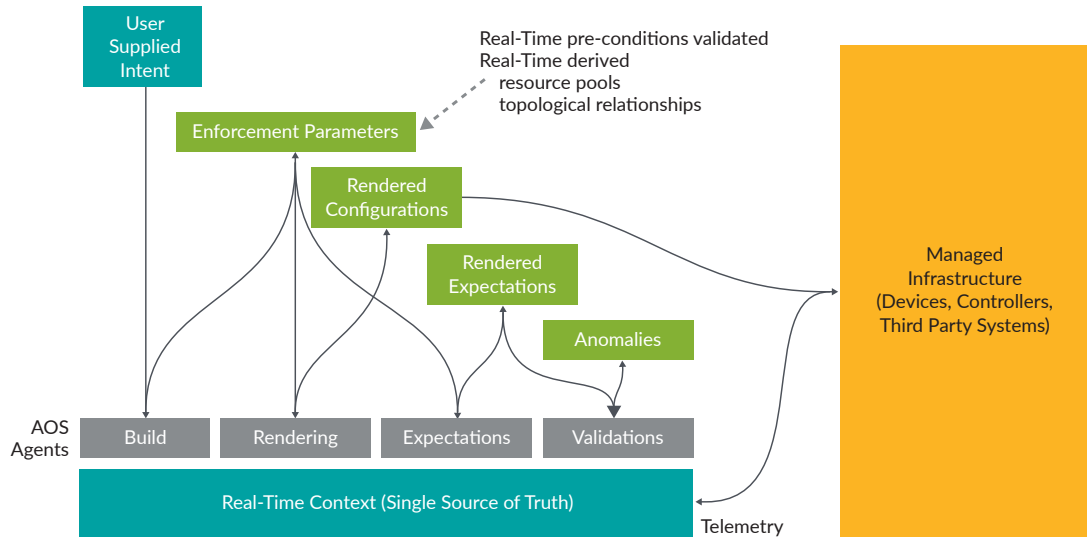 User
Supplied
Intent
Real-Time pre-conditions validated
Real-Time derived
resource pools
topological relationships
Enforcement Parameters
Rendered
Configurations
Rendered
Expectations
Managed
Infrastructure
(Devices, Controllers,
Third Party Systems)
Anomalies
AOS
Agents
Build
Rendering
Expectations
Validations
Real-Time Context (Single Source of Truth)
Telemetry